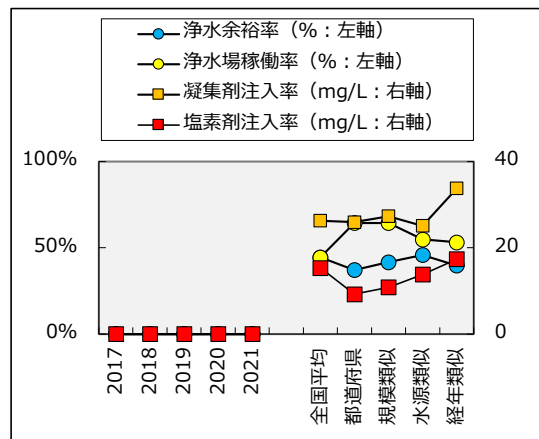 浄水余裕率（%：左軸）
浄水場稼働率（%：左軸）
凝集剤注入率（mg/L：右軸）
塩素剤注入率（mg/L：右軸）
100%
40
50%
20
0%
0
2017
2018
2019
2020
2021
全国平均
都道府県
規模類似
水源類似
経年類似